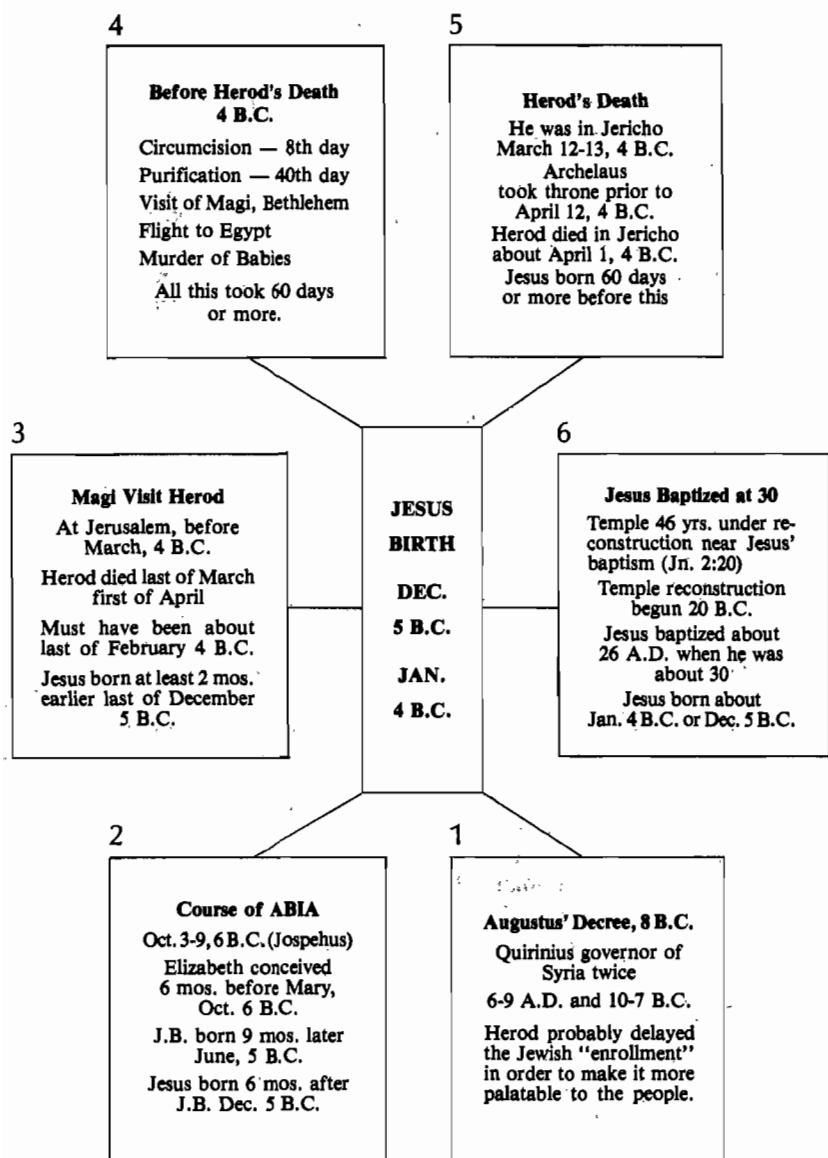 4
Before Herod's Death
4 B.C.
Circumcision — 8th day
Purification — 40th day
Visit of Magi, Bethlehem
Flight to Egypt
Murder of Babies
All this took 60 days
or more.
5
Herod's Death
He was in Jericho
March 12-13, 4 B.C.
Archelaus
took throne prior to
April 12, 4 B.C.
Herod died in Jericho
about April 1, 4 B.C.
Jesus born 60 days
or more before this
3
Magi Visit Herod
At Jerusalem, before
March, 4 B.C.
Herod died last of March
first of April
Must have been about
last of February 4 B.C.
Jesus born at least 2 mos.
earlier last of December
5 B.C.
JESUS
BIRTH
DEC.
5 B.C.
JAN.
4 B.C.
6
Jesus Baptized at 30
Temple 46 yrs. under re-
construction near Jesus'
baptism (Jn. 2:20)
Temple reconstruction
begun 20 B.C.
Jesus baptized about
26 A.D. when he was
about 30
Jesus born about
Jan. 4 B.C. or Dec. 5 B.C.
2
Course of ABIA
Oct. 3-9, 6 B.C. (Jospehus)
Elizabeth conceived
6 mos. before Mary,
Oct. 6 B.C.
J.B. born 9 mos. later
June, 5 B.C.
Jesus born 6 mos. after
J.B. Dec. 5 B.C.
1
Augustus' Decree, 8 B.C.
Quirinius governor of
Syria twice
6-9 A.D. and 10-7 B.C.
Herod probably delayed
the Jewish "enrollment"
in order to make it more
palatable to the people.